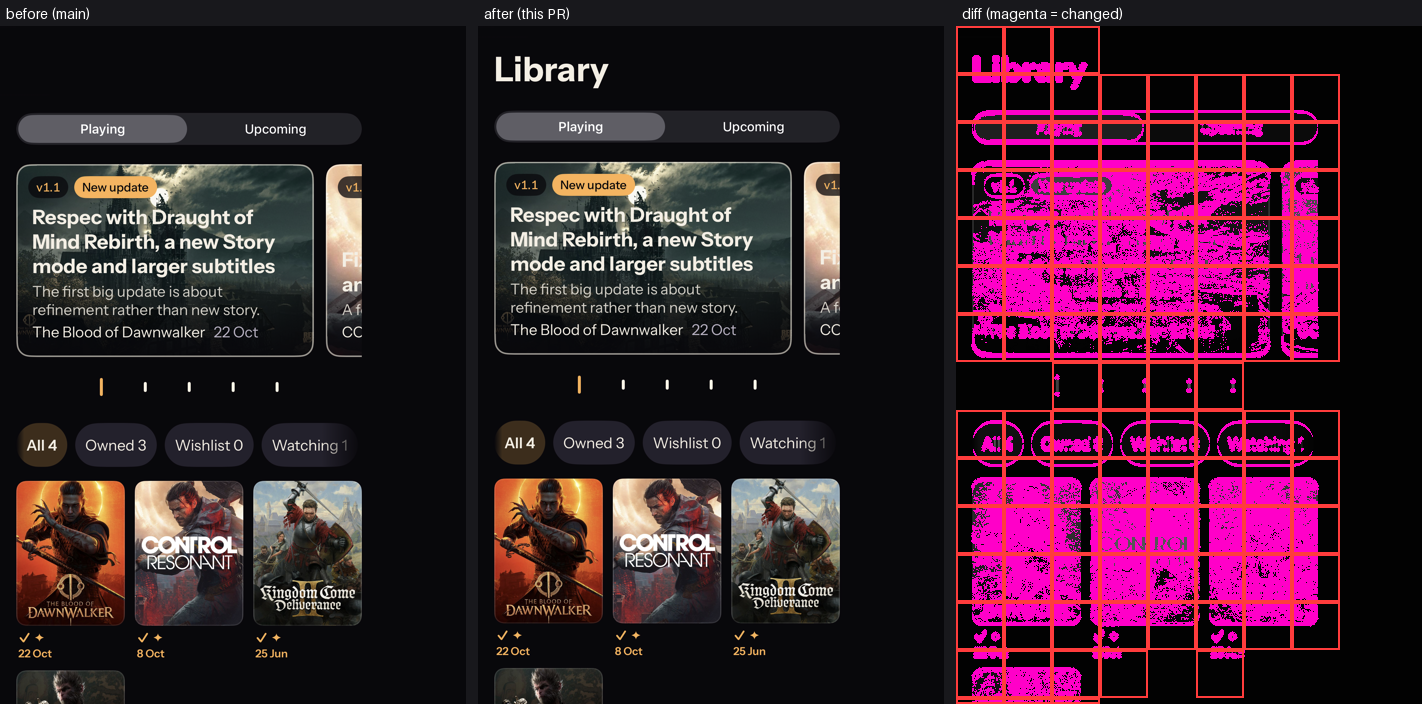 before (main)
after (this PR)
diff (magenta = changed)
Playing
Upcoming
v1.1
New update
v1.
Respec with Draught of
Mind Rebirth, a new Story
mode and larger subtitles
The first big update is about
refinement rather than new story.
The Blood of Dawnwalker 22 Oct
All 4
Owned 3
Wishlist 0
Watching 1
THE BLOOD OF
DAWNWALKER
CONTROL
RESONANT
Kingdom Come
Deliverance
II
22 Oct
8 Oct
25 Jun
Library
Playing
Upcoming
v1.1
New update
v1.
Respec with Draught of
Mind Rebirth, a new Story
mode and larger subtitles
The first big update is about
refinement rather than new story.
The Blood of Dawnwalker 22 Oct
All 4
Owned 3
Wishlist 0
Watching 1
THE BLOOD OF
DAWNWALKER
CONTROL
RESONANT
Kingdom Come
Deliverance
II
22 Oct
8 Oct
25 Jun
Library